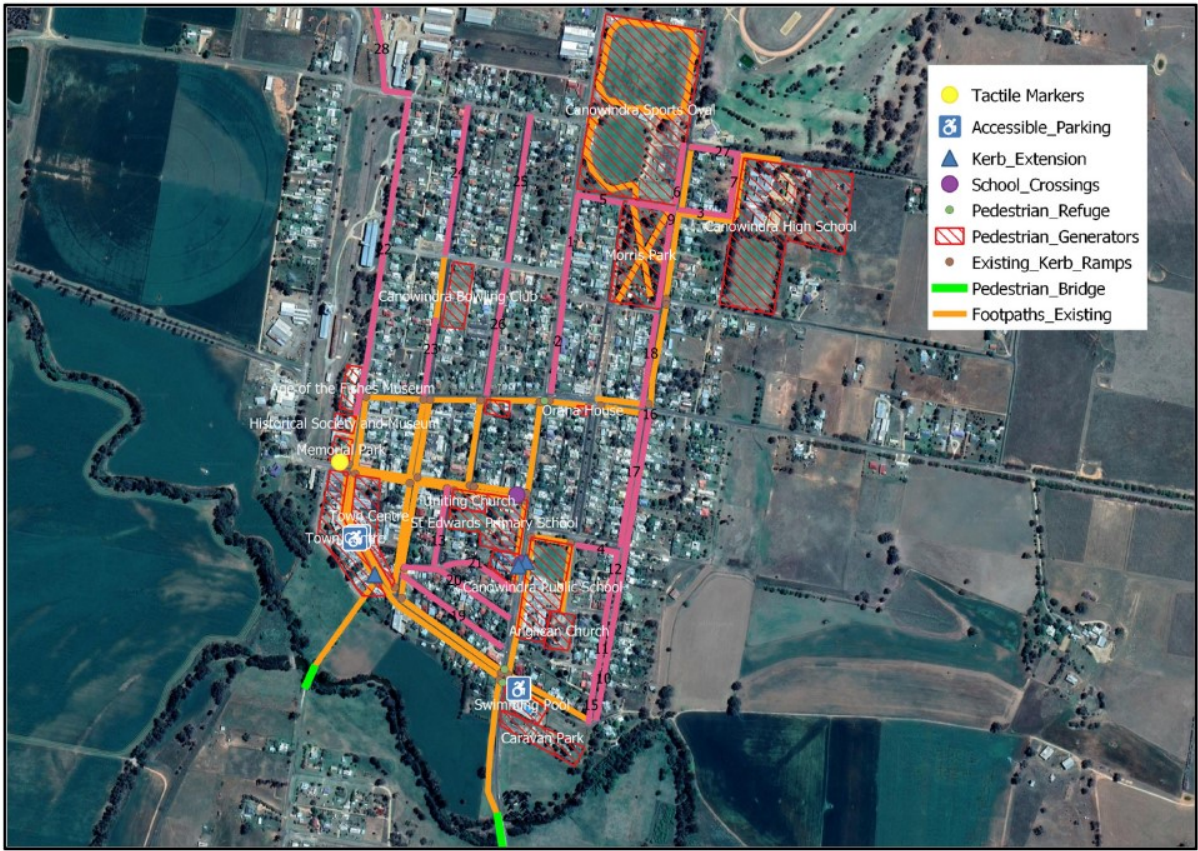 28
Tactile Markers
Accessible_Parking
Kerb_Extension
School_Crossings
Pedestrian_Refuge
Pedestrian_Generators
Existing_Kerb_Ramps
Pedestrian_Bridge
Footpaths_Existing
Canowindra Sports Oval
27
24
25
7
6
5
3
9
Canowindra High School
1
22
Morris Park
Canowindra Bowling Club
26
23
2
18
Age of the Fishes Museum
Orana House
16
Historical Society and Museum
Memorial Park
17
Uniting Church
Town Centre
St Edwards Primary School
Town Centre
13
4
21
12
20
Canowindra Public School
19
Anglican Church
11
10
Swimming Pool
15
Caravan Park